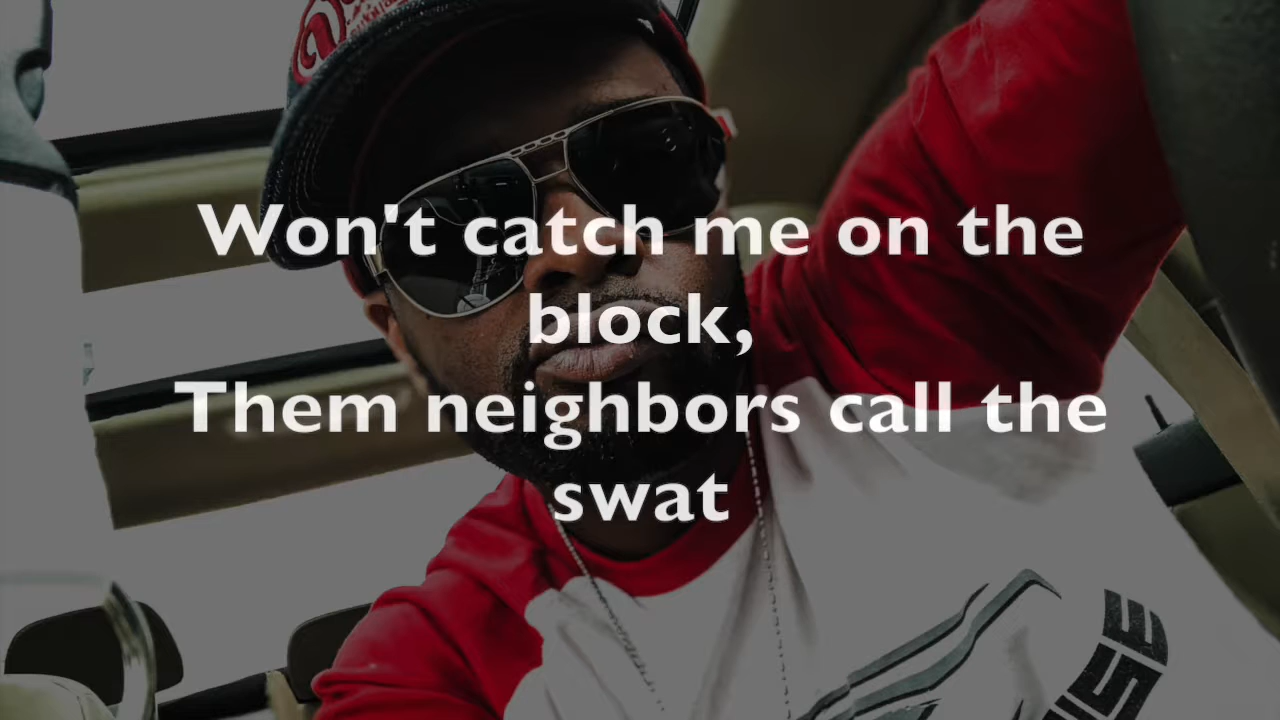 Won't catch me on the
block,
Them neighbors call the
swat